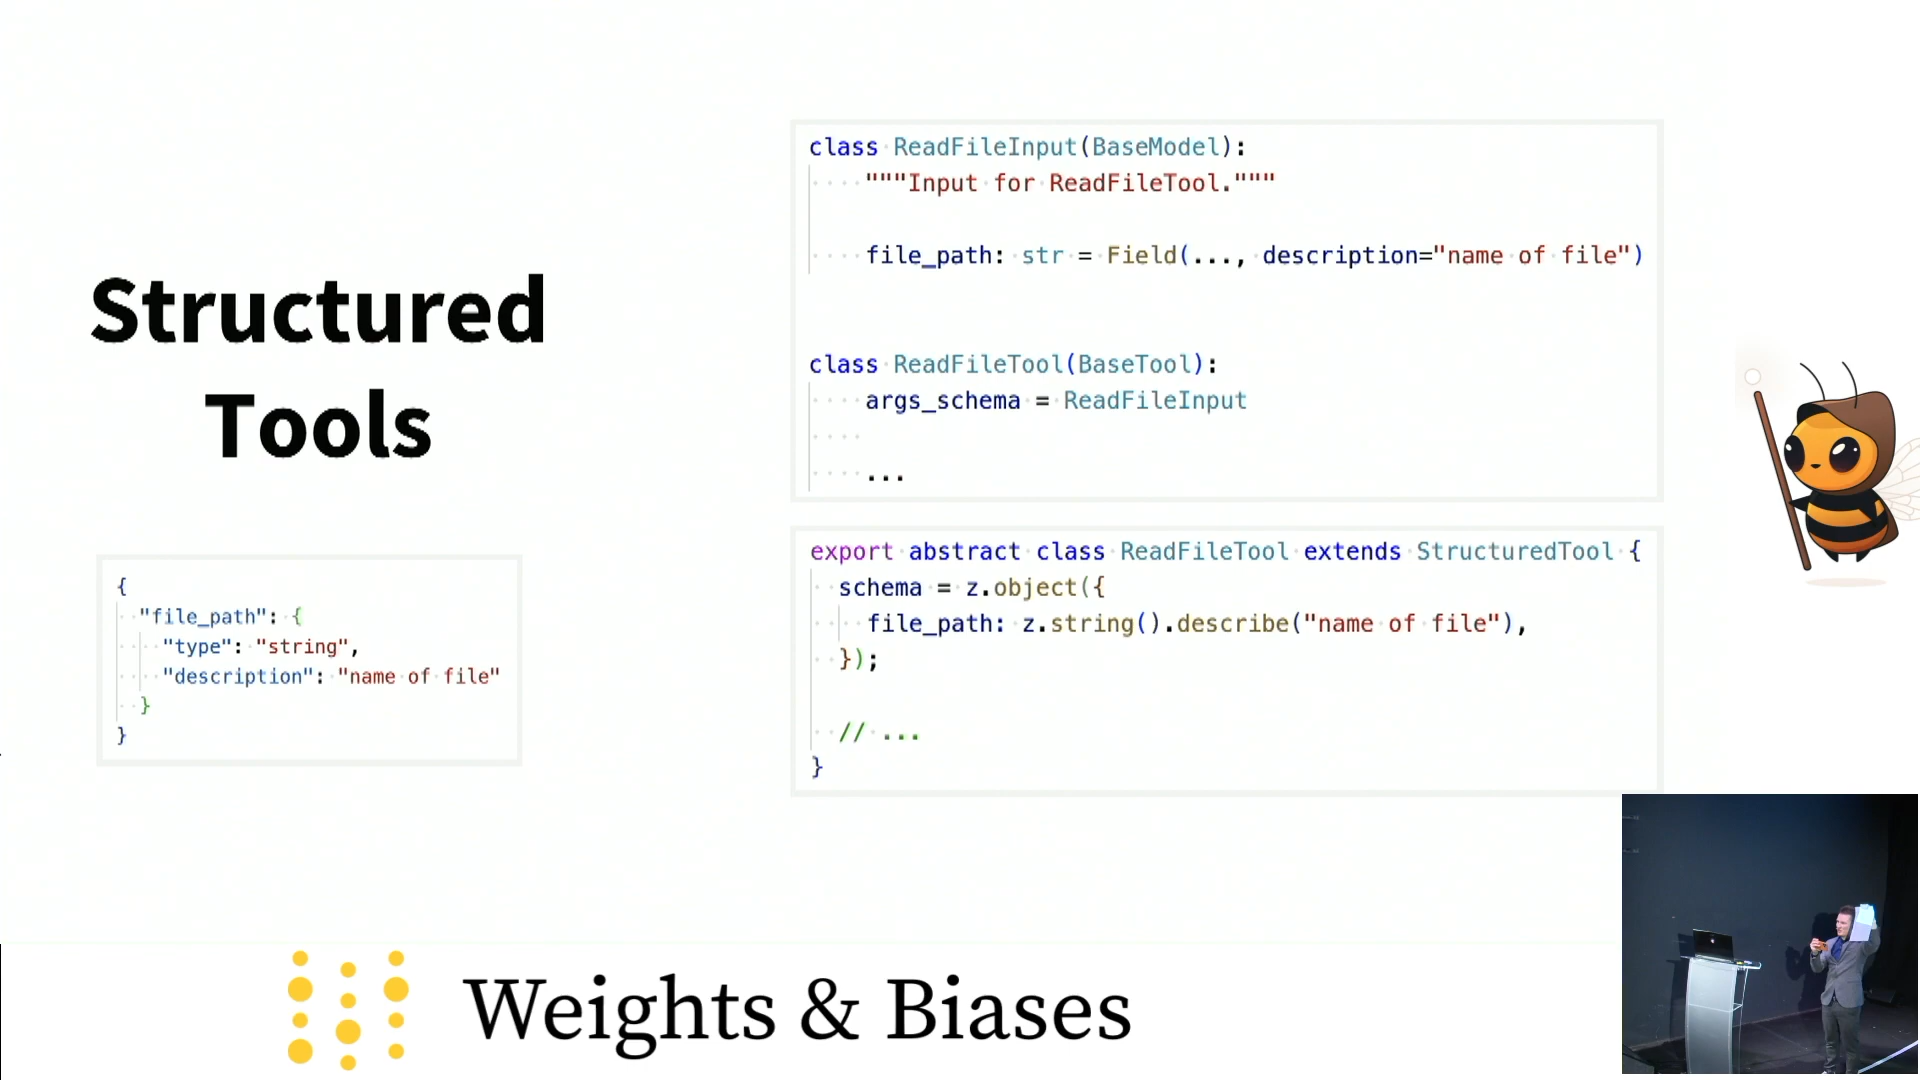 Structured
Tools
{
"file_path": {
"type": "string",
"description": "name of file"
}
}
class ReadFileInput(BaseModel):
"""Input for ReadFileTool."""
file_path: str = Field(..., description="name of file")
class ReadFileTool(BaseTool):
args_schema = ReadFileInput
...
export abstract class ReadFileTool extends StructuredTool {
schema = z.object({
file_path: z.string().describe("name of file"),
});
// ...
}
Weights & Biases